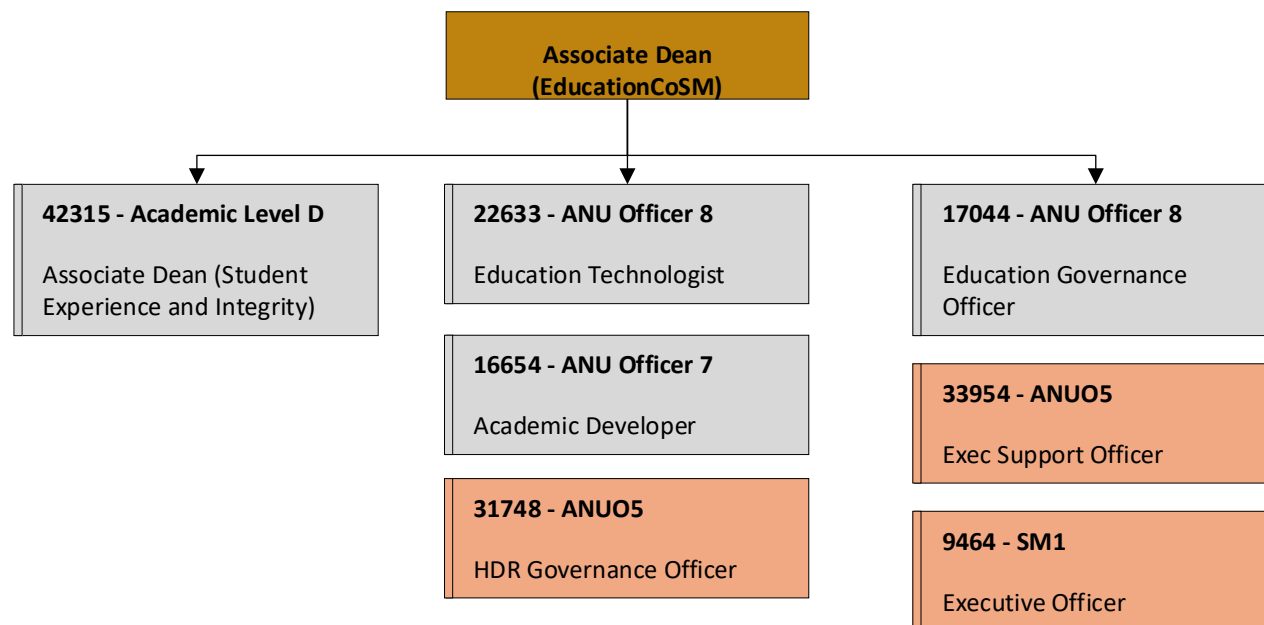 Associate Dean
(EducationCoSM)
42315 - Academic Level D
Associate Dean (Student
Experience and Integrity)
22633 - ANU Officer 8
Education Technologist
16654 - ANU Officer 7
Academic Developer
31748 - ANUO5
HDR Governance Officer
17044 - ANU Officer 8
Education Governance
Officer
33954 - ANUO5
Exec Support Officer
9464 - SM1
Executive Officer